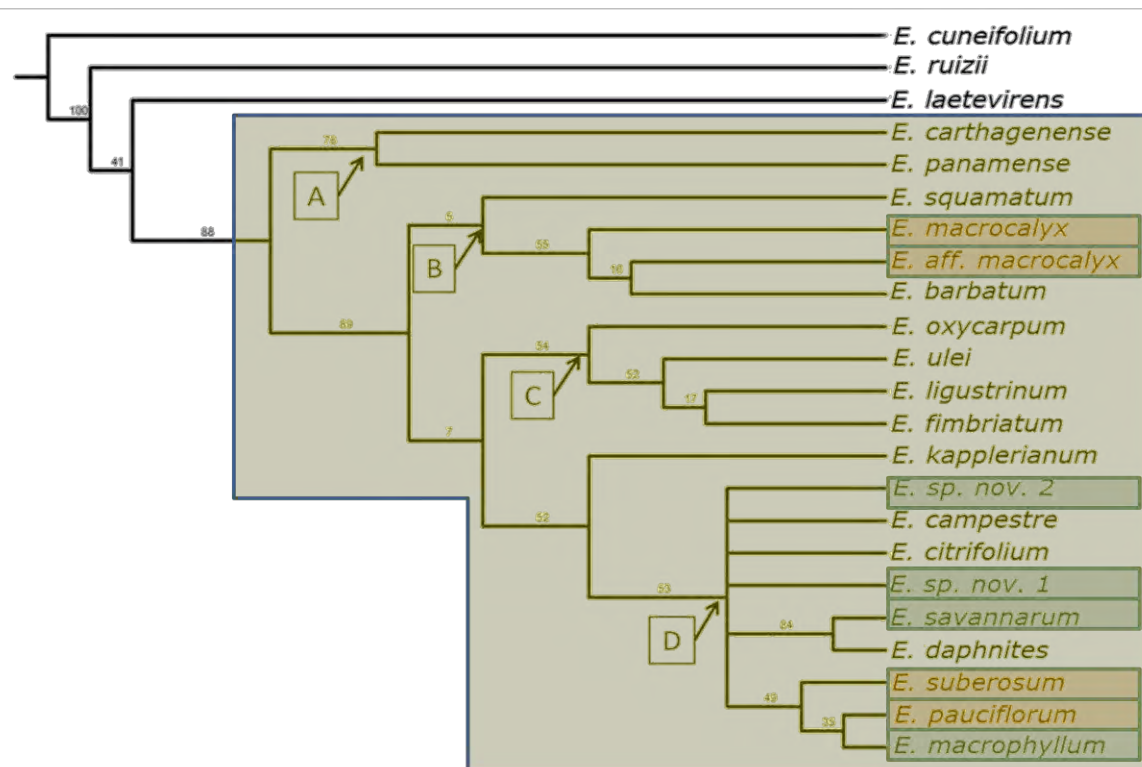 E. cuneifolium
E. ruizii
100
E. laetevirens
41
E. carthagenense
78
E. panamense
A
E. squamatum
5
E. macrocalyx
88
55
B
E. aff. macrocalyx
16
E. barbatum
89
E. oxycarpum
54
E. ulei
52
C
E. ligustrinum
17
E. fimbriatum
7
E. kapplerianum
E. sp. nov. 2
E. campestre
52
E. citrifolium
E. sp. nov. 1
53
E. savannarum
84
D
E. daphnites
E. suberosum
49
E. pauciflorum
35
E. macrophyllum